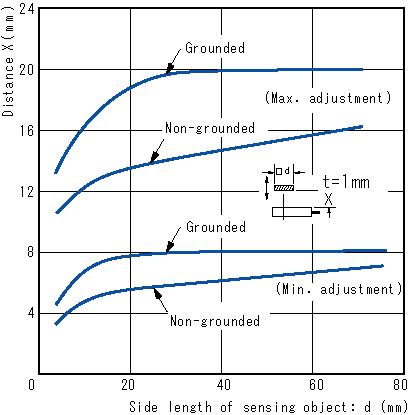 Distance X(mm)
24
20
16
12
8
4
Grounded
(Max. adjustment)
Non-grounded
d
t=1mm
X
Grounded
(Min. adjustment)
Non-grounded
0 20 40 60 80
Side length of sensing object: d (mm)